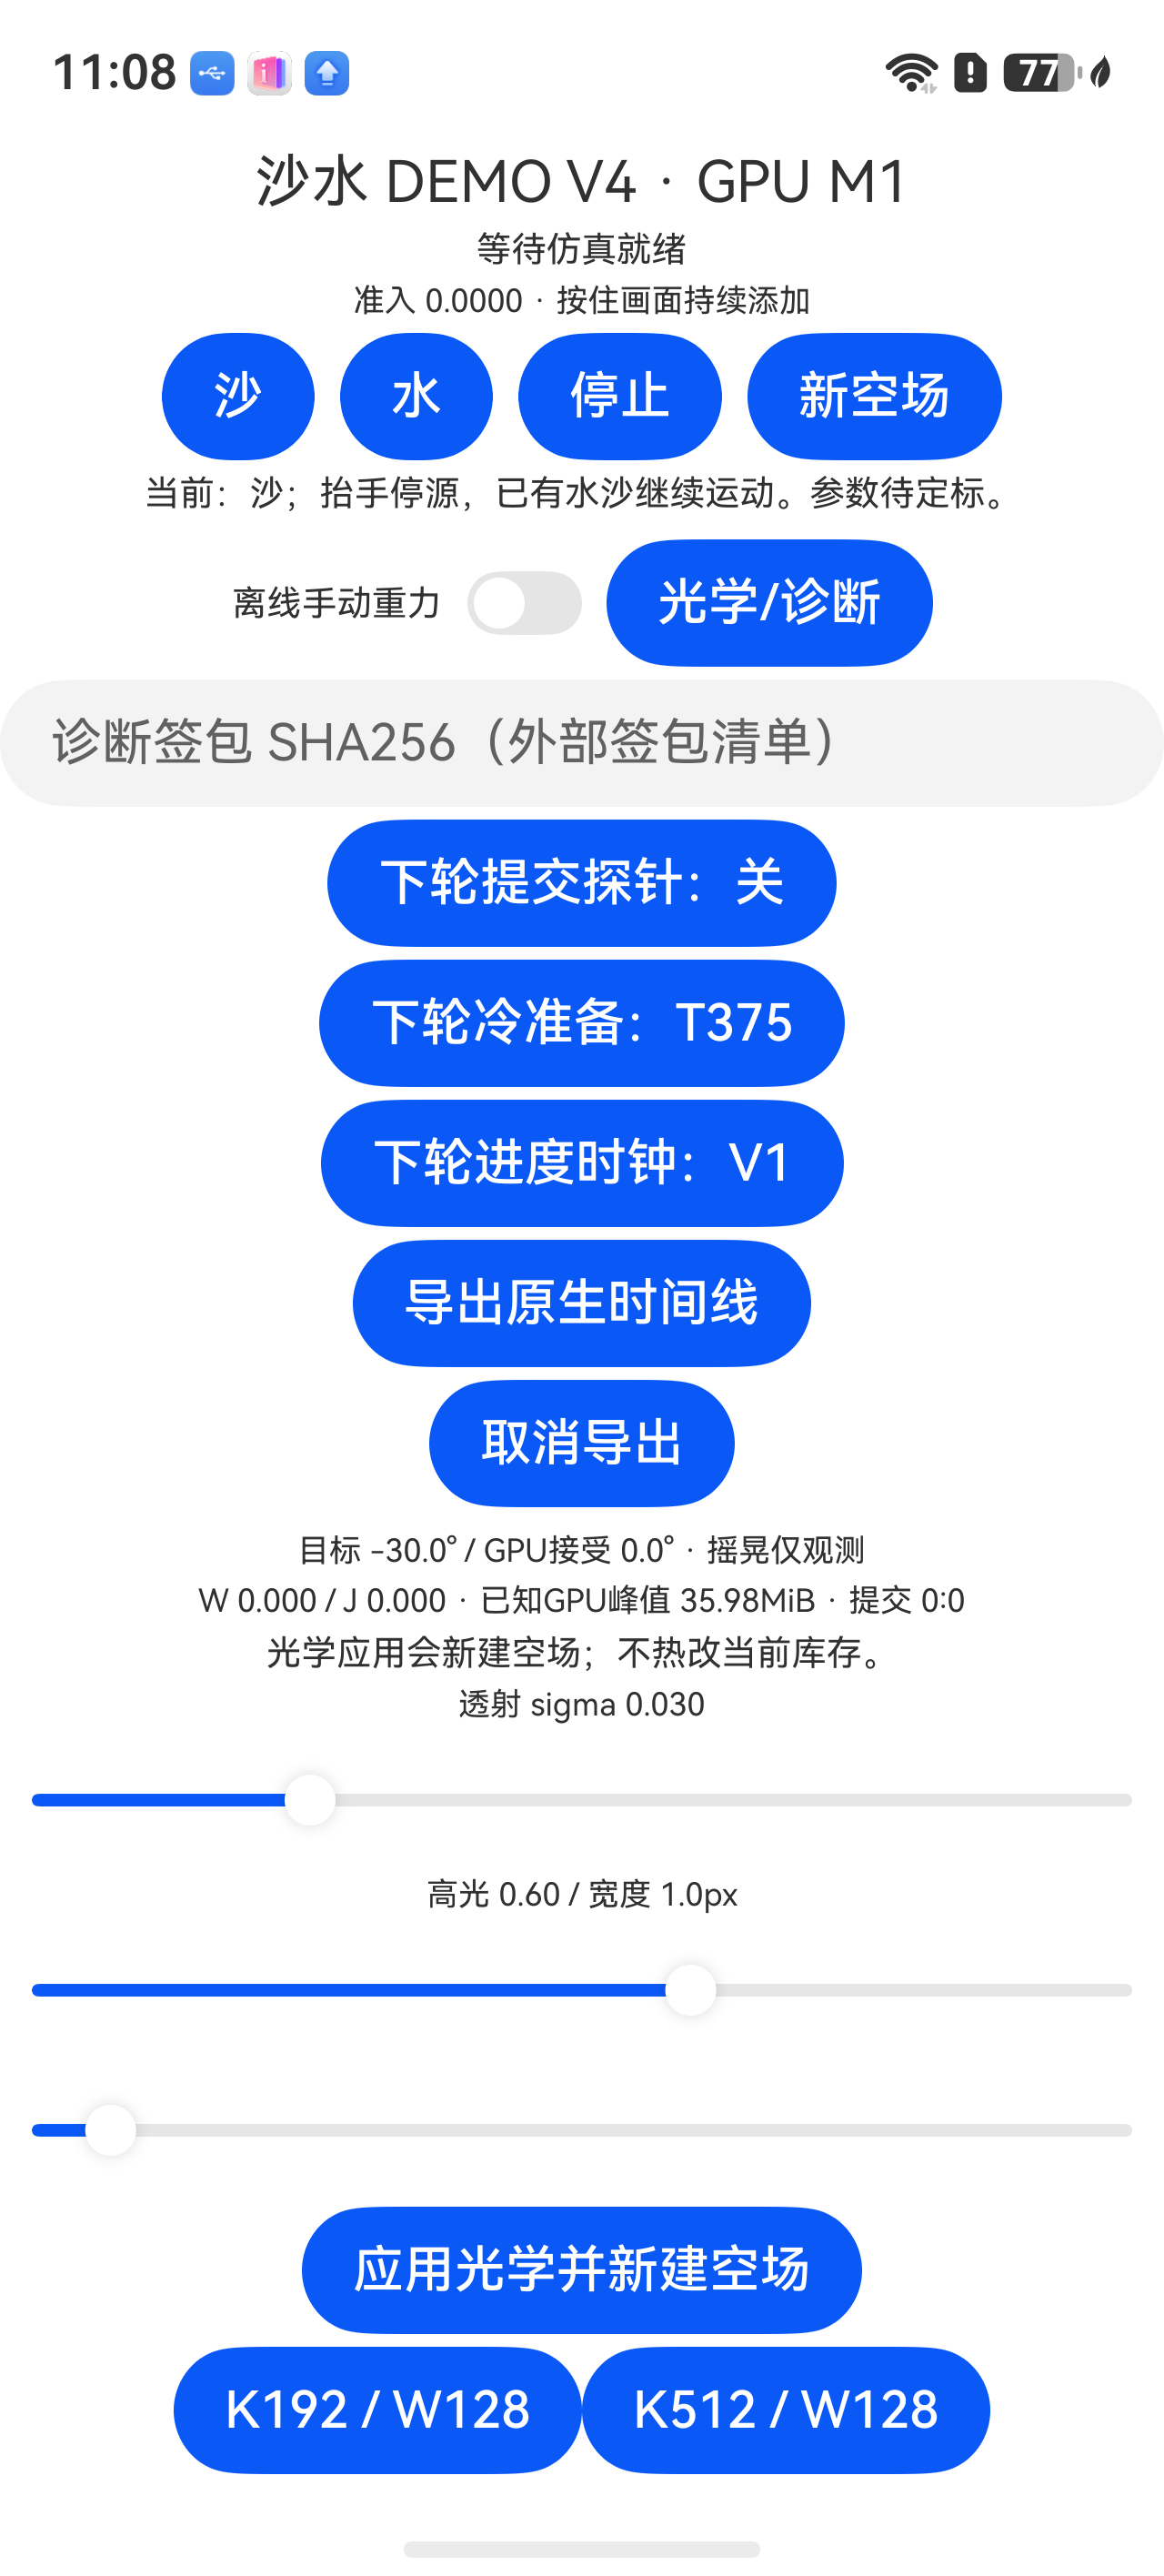 11:08
77
沙水 DEMO V4 · GPU M1
等待仿真就绪
准入 0.0000 · 按住画面持续添加
沙 水 停止 新空场
当前：沙；抬手停源，已有水沙继续运动。参数待定标。
离线手动重力 光学/诊断
诊断签包 SHA256（外部签包清单）
下轮提交探针：关
下轮冷准备：T375
下轮进度时钟：V1
导出原生时间线
取消导出
目标 -30.0° / GPU接受 0.0° · 摇晃仅观测
W 0.000 / J 0.000 · 已知GPU峰值 35.98MiB · 提交 0:0
光学应用会新建空场；不热改当前库存。
透射 sigma 0.030
高光 0.60 / 宽度 1.0px
应用光学并新建空场
K192 / W128 K512 / W128